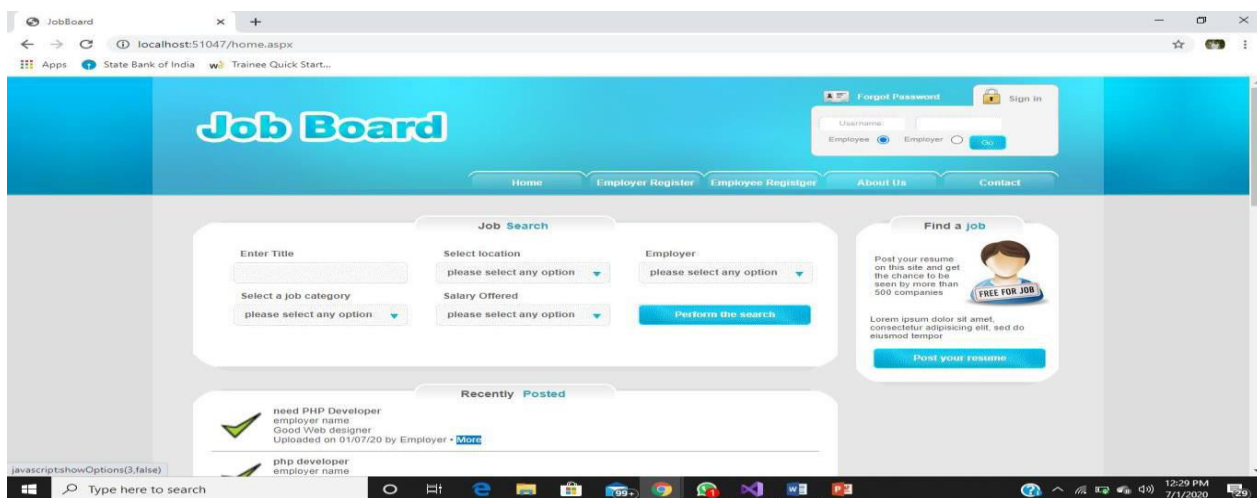 JobBoard
localhost:51047/home.aspx
Apps State Bank of India Trainee Quick Start...
Forgot Password Sign in
Job Board
Username:
Employee Employer Go
Home Employer Register Employee Registger About Us Contact
Job Search
Enter Title Select location Employer
please select any option please select any option
Select a job category Salary Offered
please select any option please select any option Perform the search
Find a job
Post your resume
on this site and get
the chance to be
seen by more than
500 companies
FREE FOR JOB
Lorem ipsum dolor sit amet,
consectetur adipisicing elit, sed do
eiusmod tempor
Post your resume
Recently Posted
need PHP Developer
employer name
Good Web designer
Uploaded on 01/07/20 by Employer • More
php developer
employer name
javascript:showOptions(3,false)
Type here to search
99+
12:29 PM
7/1/2020